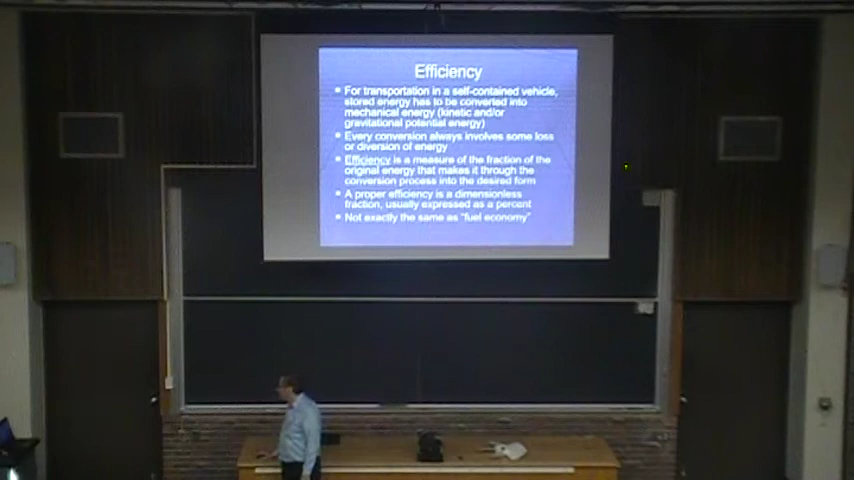 Efficiency
• For transportation in a self-contained vehicle,
stored energy has to be converted into
mechanical energy (kinetic and/or
gravitational potential energy)
• Every conversion always involves some loss
or diversion of energy
• Efficiency is a measure of the fraction of the
original energy that makes it through the
conversion process into the desired form
• A proper efficiency is a dimensionless
fraction, usually expressed as a percent
• Not exactly the same as "fuel economy"